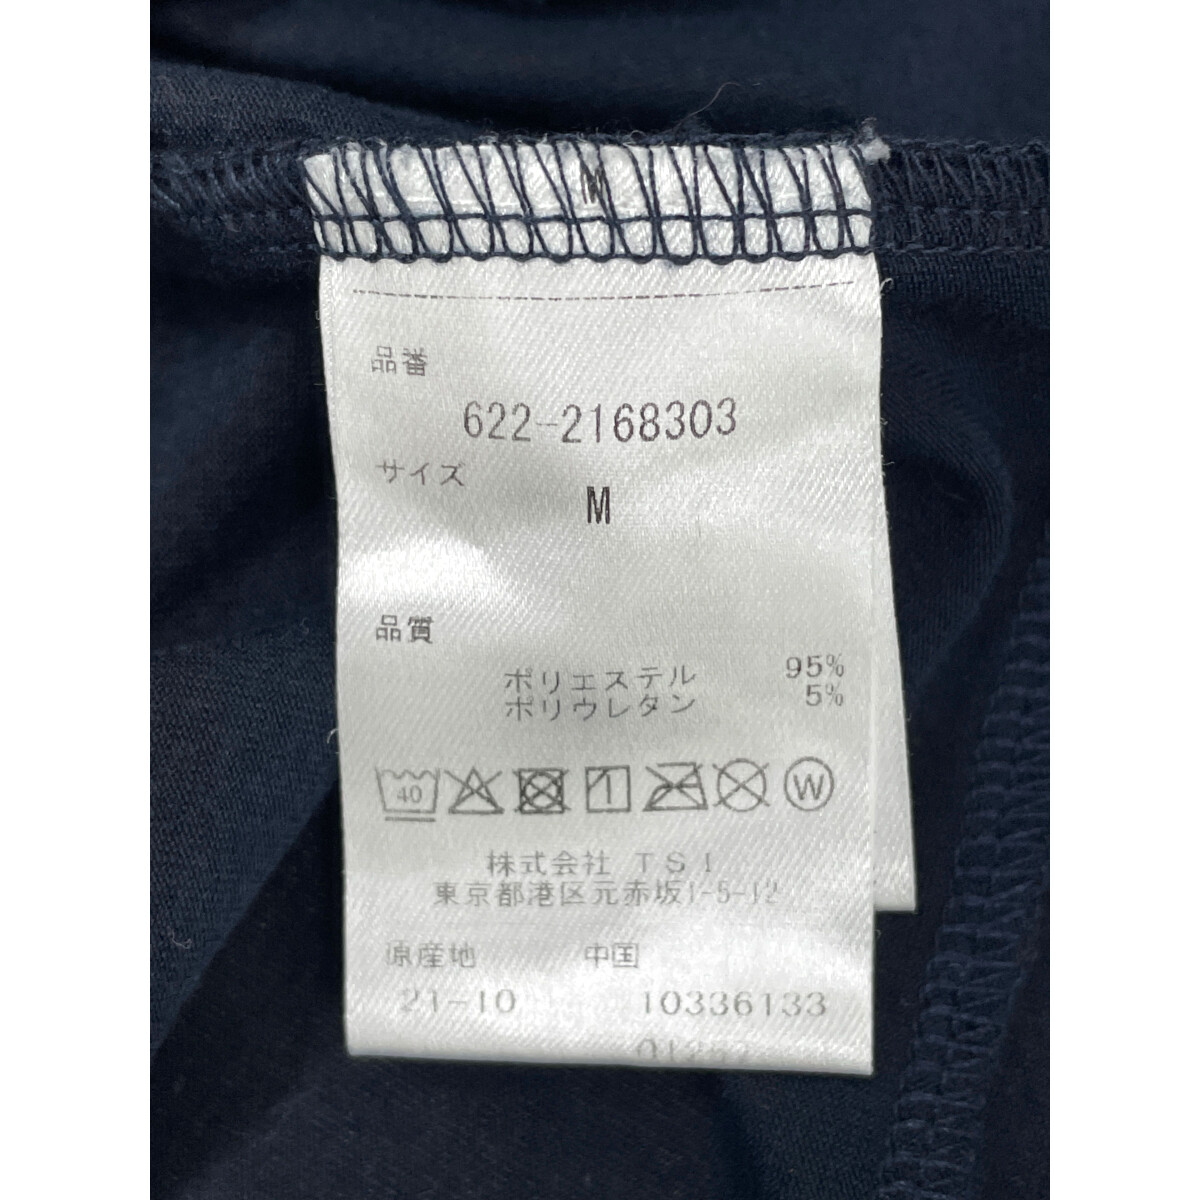 M
品番
622-2168303
サイズ
M
品質
ポリエステル 95%
ポリウレタン 5%
40 1 W
株式会社 TSI
東京都港区元赤坂1-5-12
原産地 中国
21-10 10336133